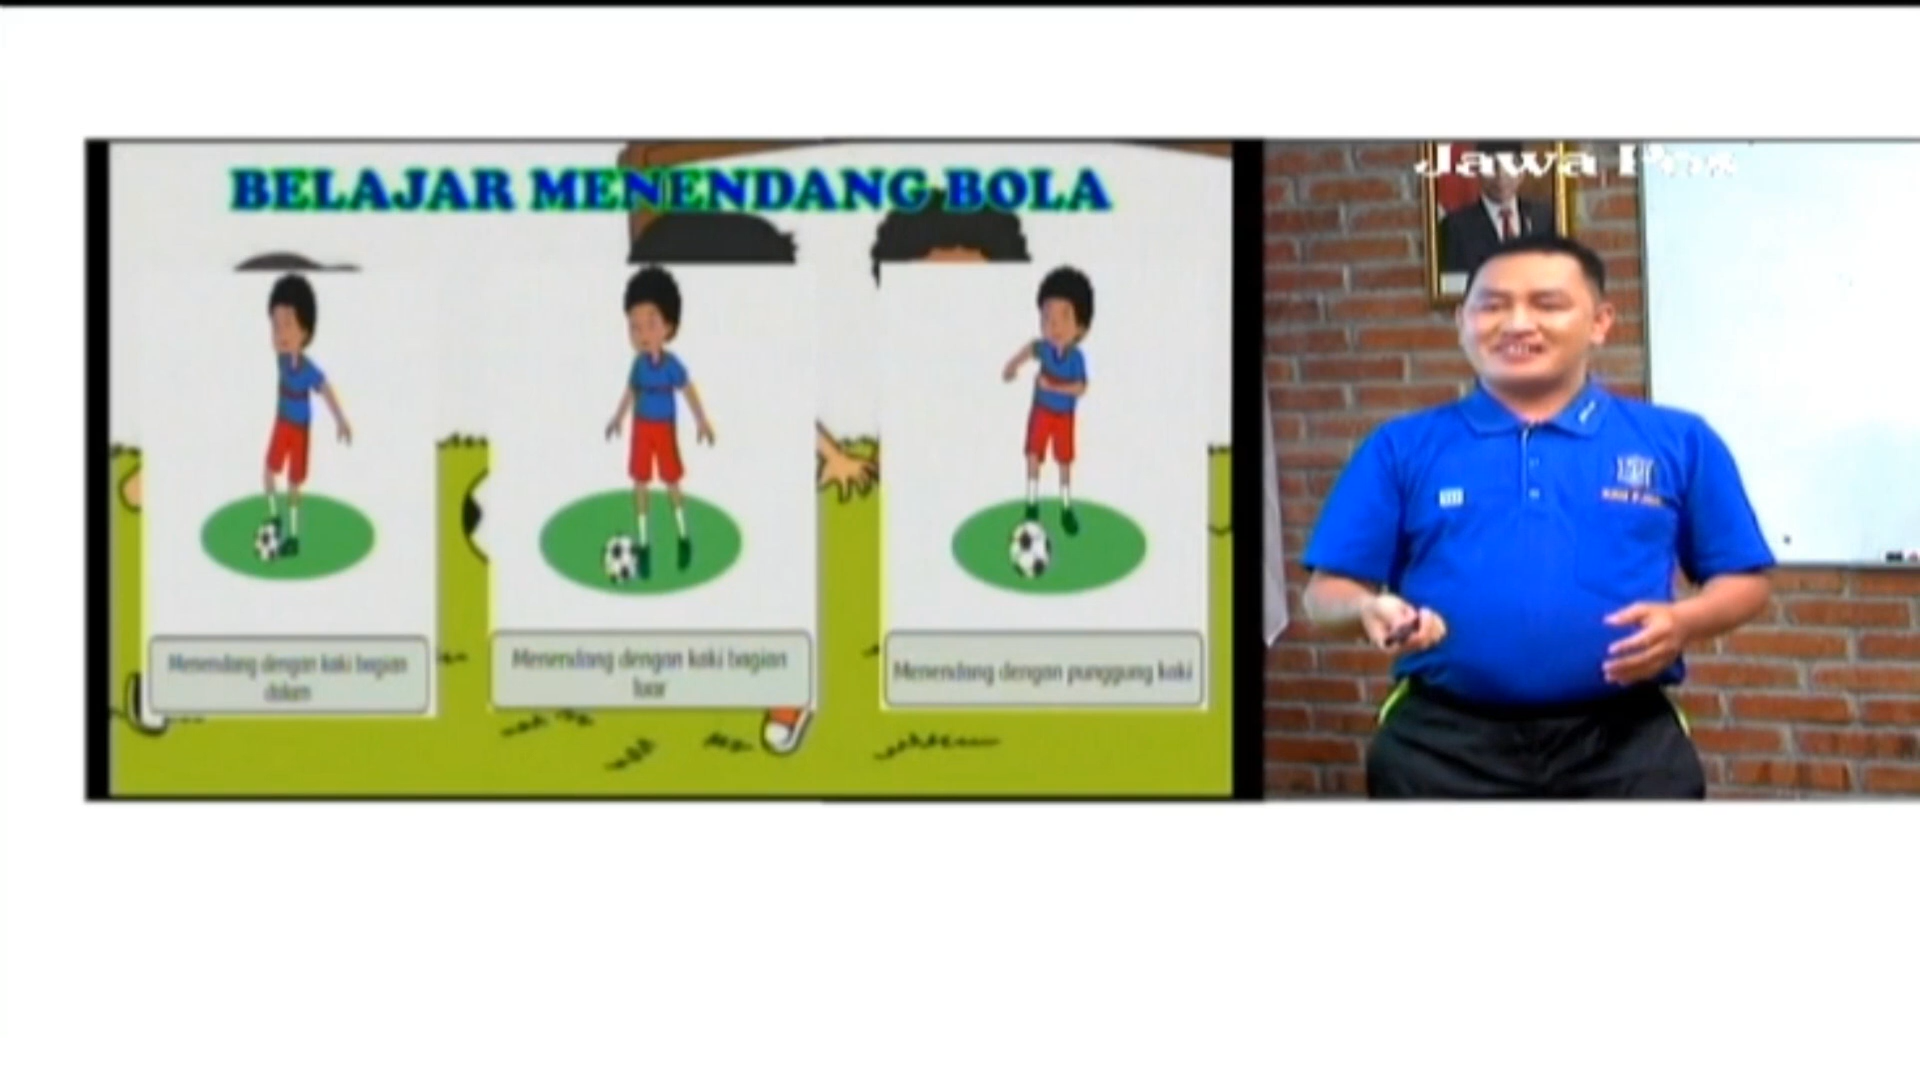 BELAJAR MENENDANG BOLA
Menendang dengan kaki bagian
dalam
Menendang dengan kaki bagian
luar
Menendang dengan punggung kaki
Jawa Pos